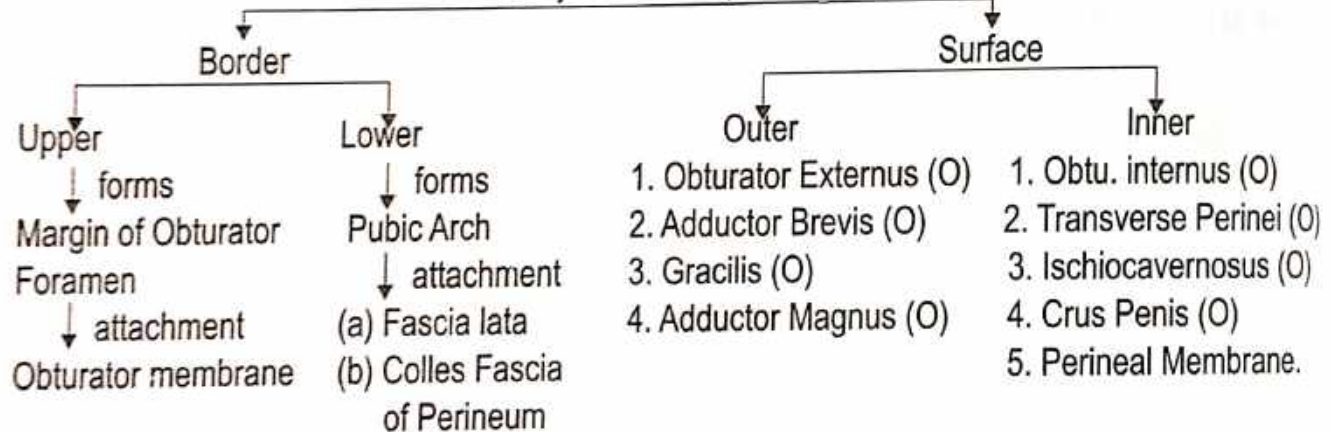 Border
Surface
Upper
forms
Margin of Obturator
Foramen
attachment
Obturator membrane
Lower
forms
Pubic Arch
attachment
(a) Fascia lata
(b) Colles Fascia
of Perineum
Outer
1. Obturator Externus (O)
2. Adductor Brevis (O)
3. Gracilis (O)
4. Adductor Magnus (O)
Inner
1. Obtu. internus (O)
2. Transverse Perinei (O)
3. Ischiocavernosus (O)
4. Crus Penis (O)
5. Perineal Membrane.